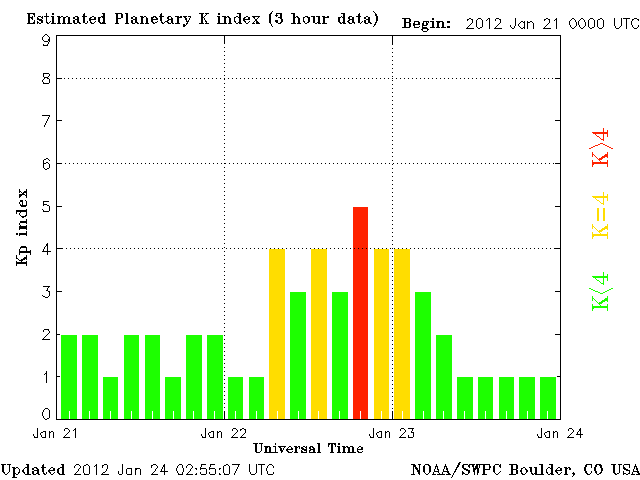 Estimated Planetary K index (3 hour data) Begin: 2012 Jan 21 0000 UTC
9
8
7
6
5
4
3
2
1
0
Kp index
K>4
K=4
K<4
Jan 21 Jan 22 Jan 23 Jan 24
Universal Time
Updated 2012 Jan 24 02:55:07 UTC NOAA/SWPC Boulder, CO USA